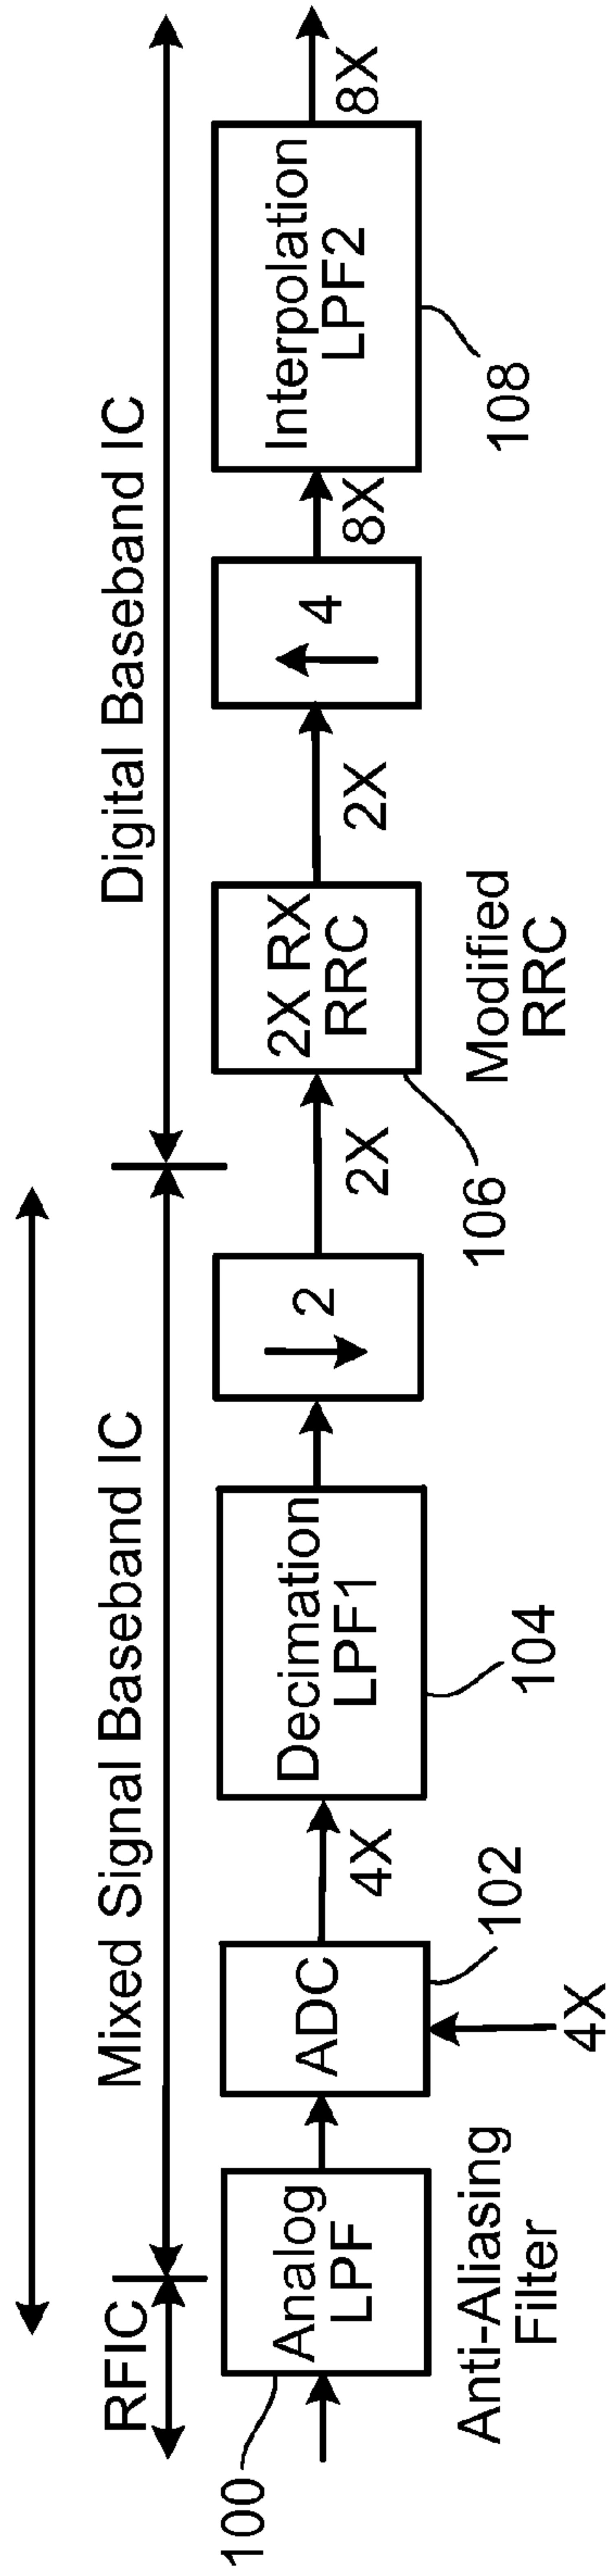 RFIC
Mixed Signal Baseband IC
Digital Baseband IC
100
Analog
LPF
Anti-Aliasing
Filter
ADC
102
4X
4X
Decimation
LPF1
104
2
2X
2X RX
RRC
106
Modified
RRC
2X
4
8X
Interpolation
LPF2
108
8X